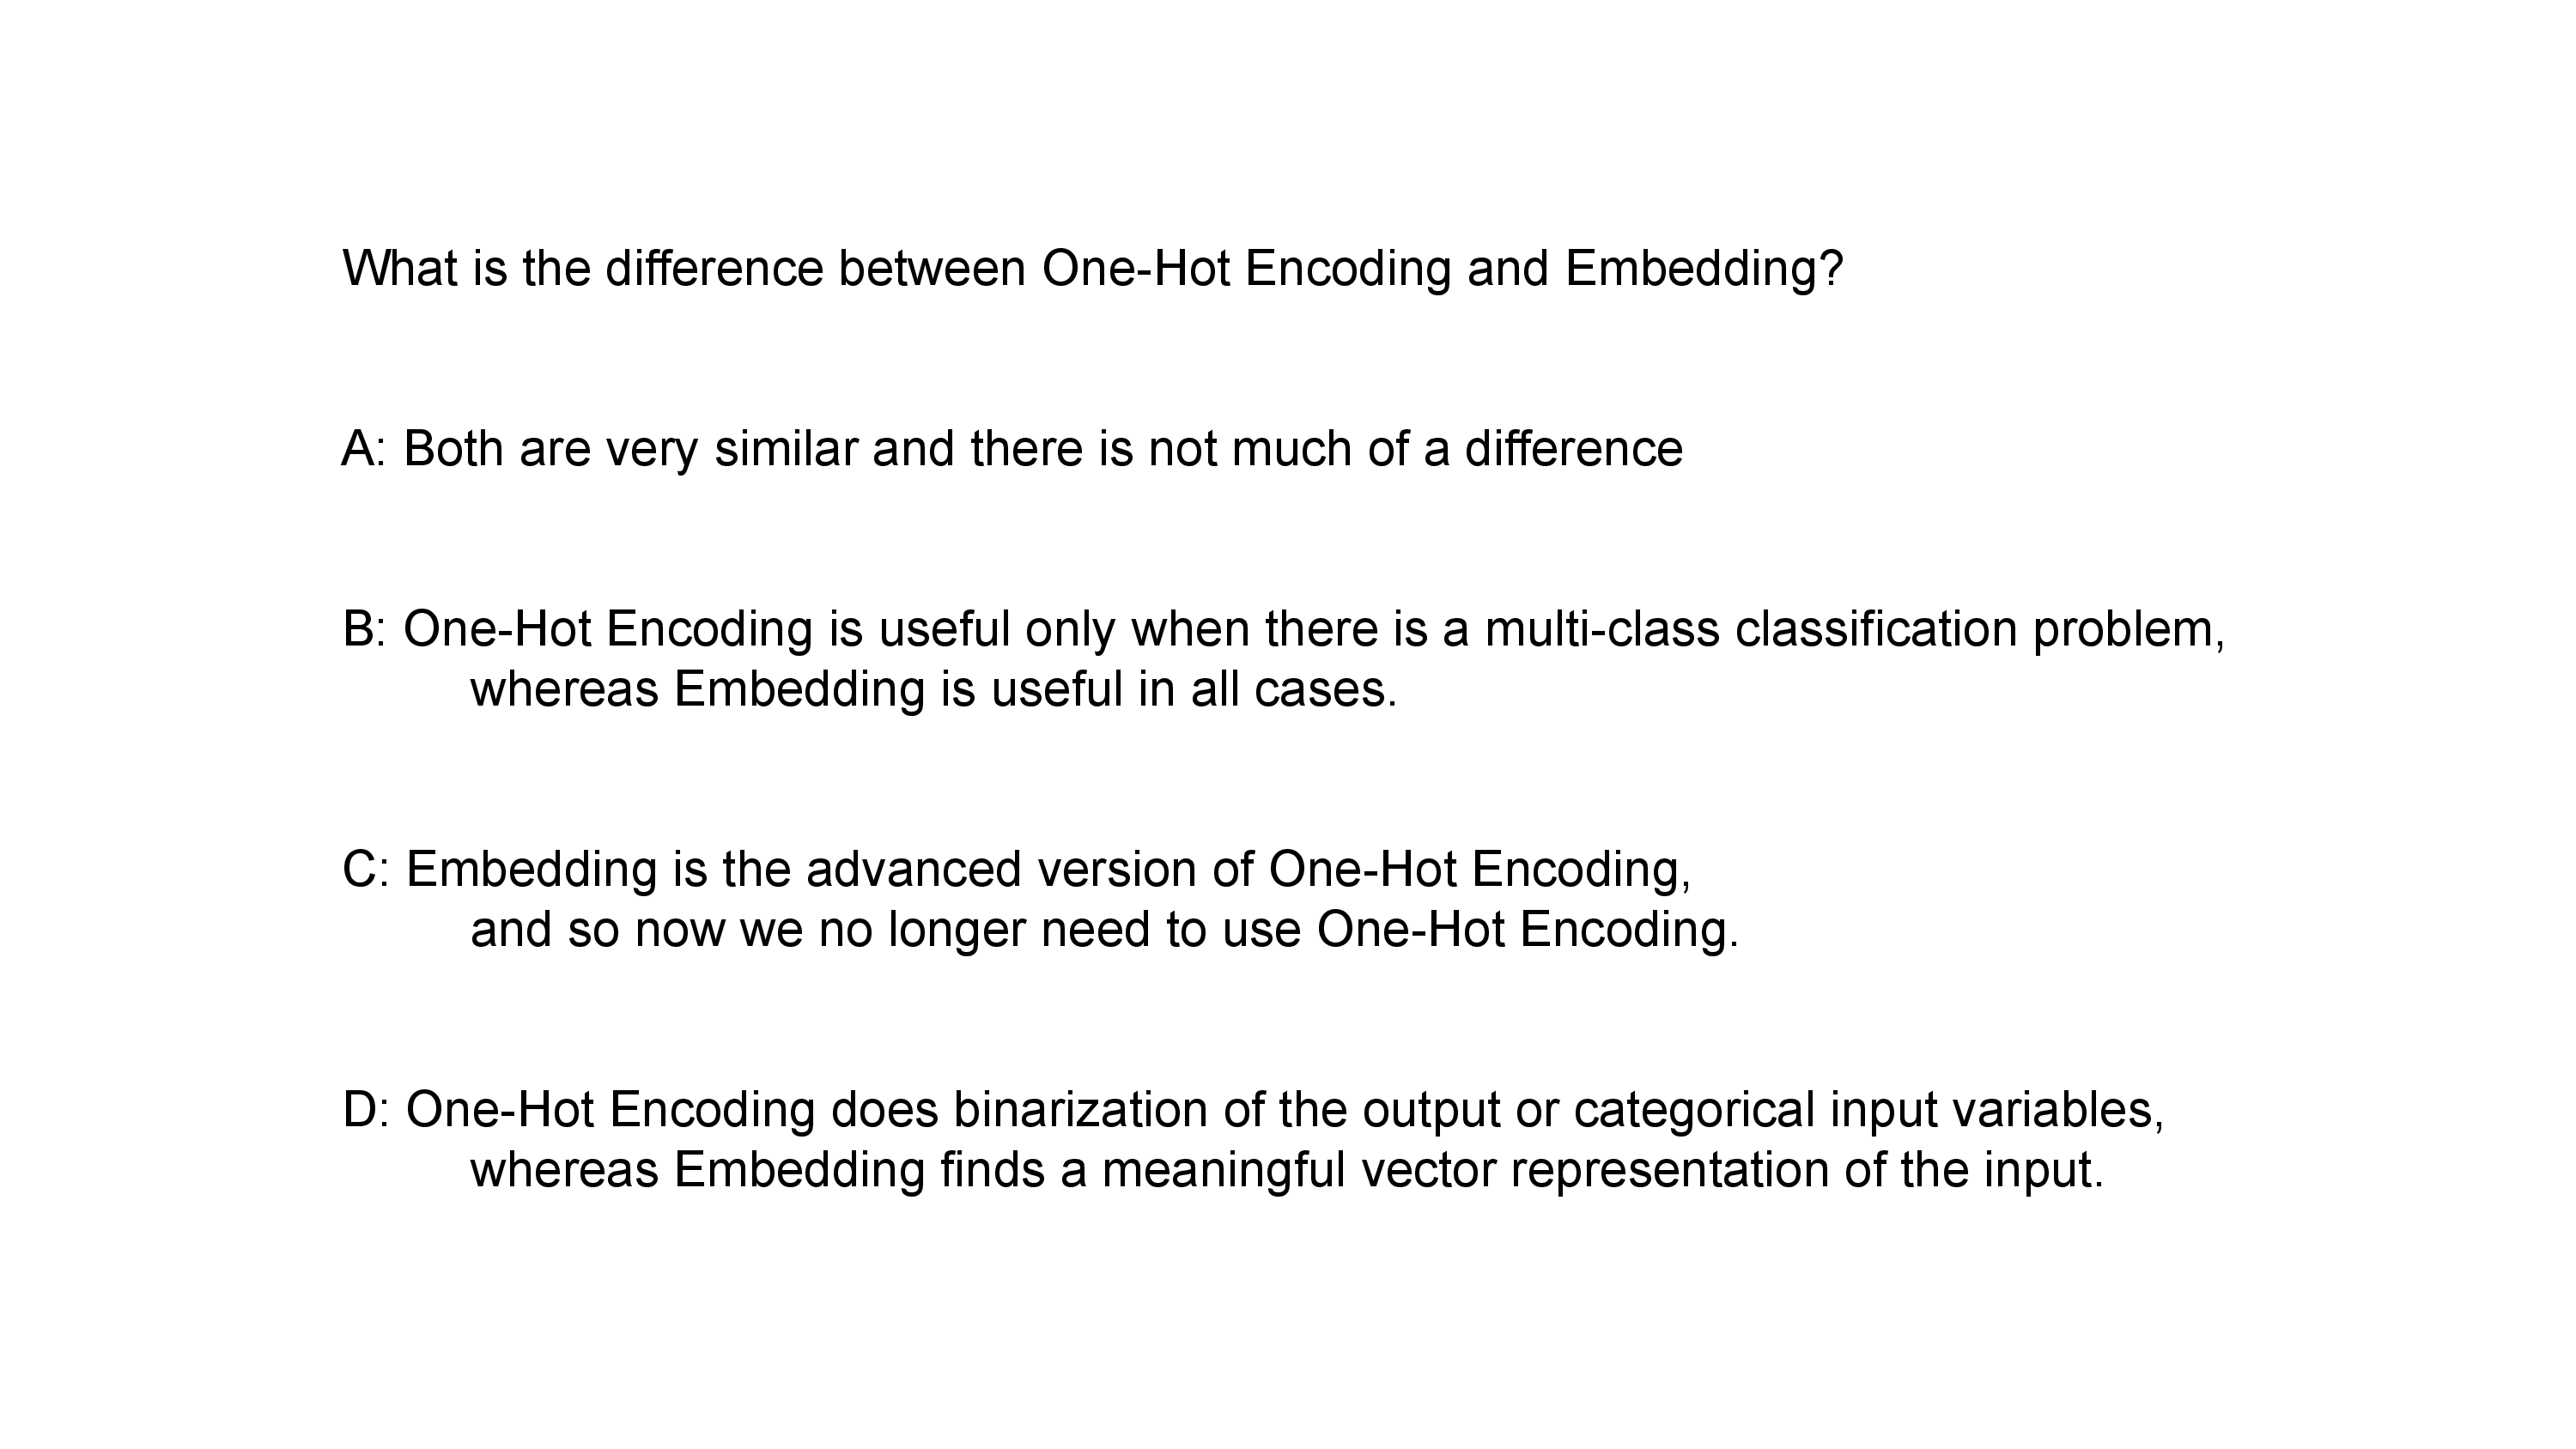 What is the difference between One-Hot Encoding and Embedding?
A: Both are very similar and there is not much of a difference
B: One-Hot Encoding is useful only when there is a multi-class classification problem,
whereas Embedding is useful in all cases.
C: Embedding is the advanced version of One-Hot Encoding,
and so now we no longer need to use One-Hot Encoding.
D: One-Hot Encoding does binarization of the output or categorical input variables,
whereas Embedding finds a meaningful vector representation of the input.